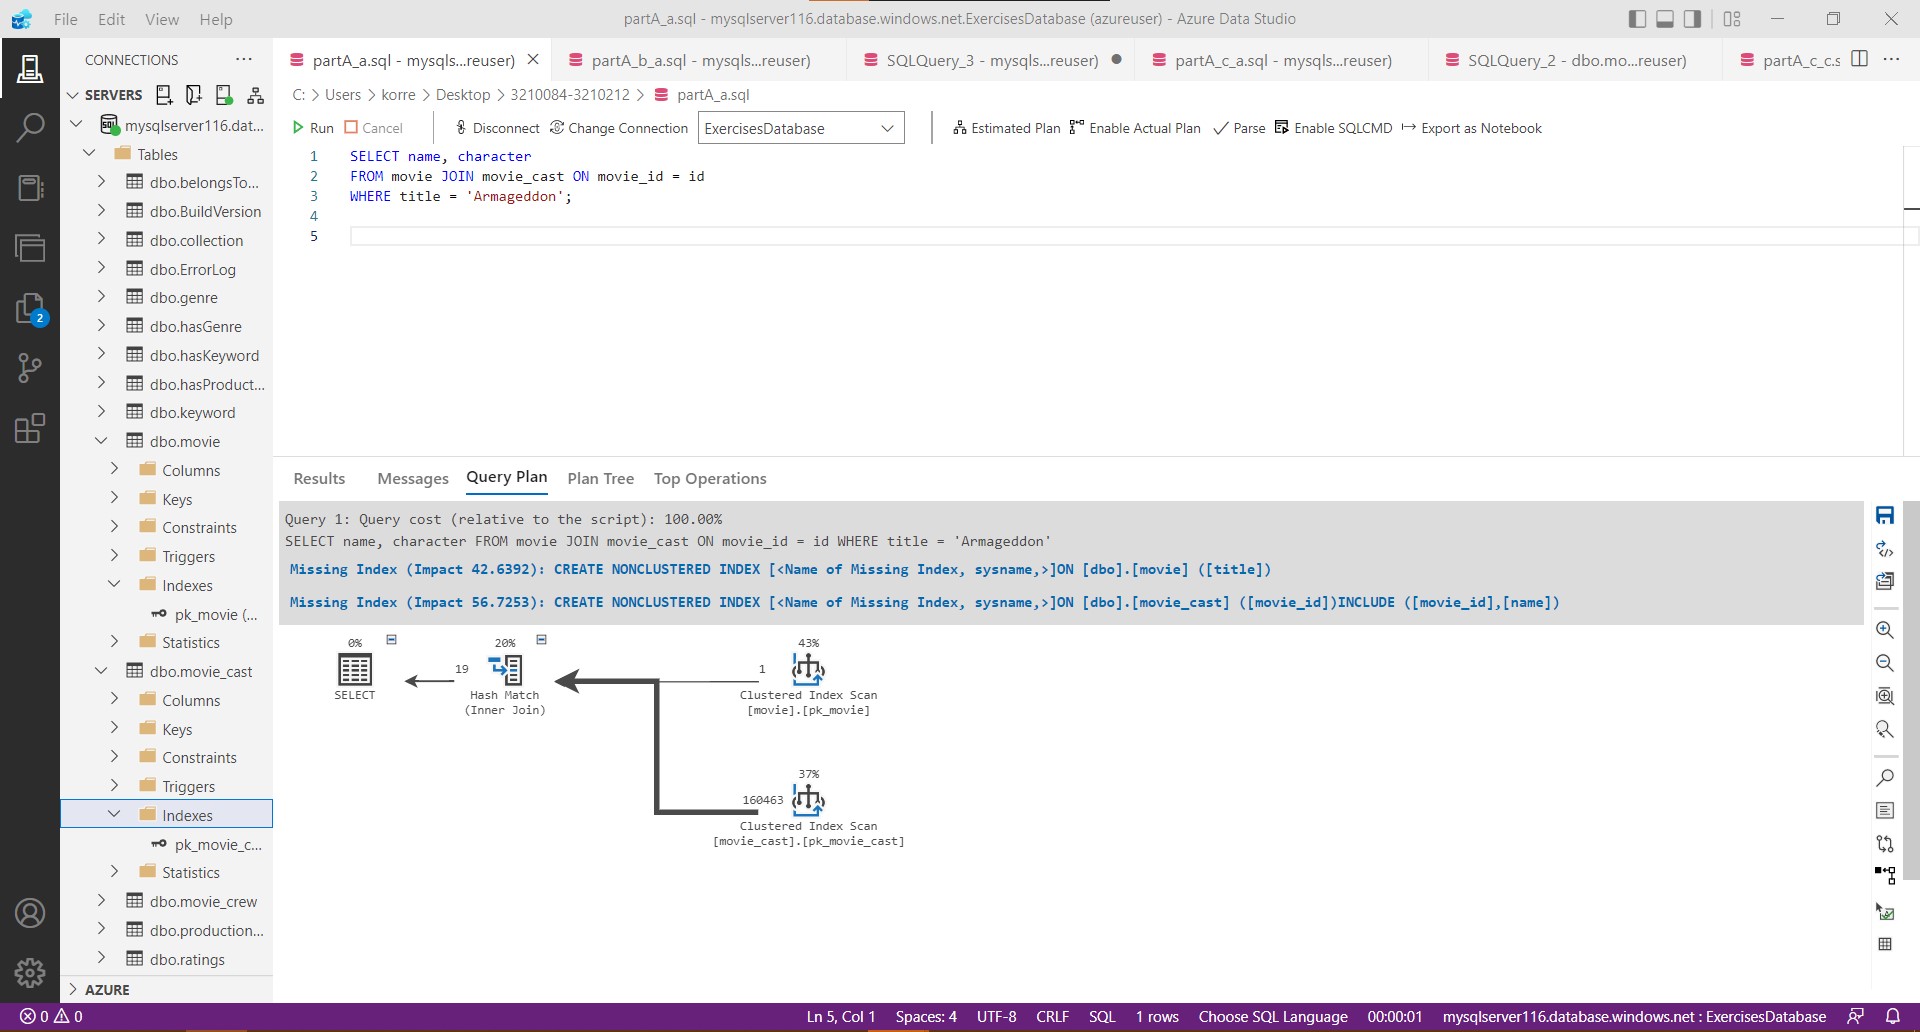 File Edit View Help
partA_a.sql - mysqlserver116.database.windows.net.ExercisesDatabase (azureuser) - Azure Data Studio
CONNECTIONS ...
partA_a.sql - mysqls...reuser)
partA_b_a.sql - mysqls...reuser)
SQLQuery_3 - mysqls...reuser)
partA_c_a.sql - mysqls...reuser)
SQLQuery_2 - dbo.mo...reuser)
partA_c_c.s
SERVERS
C: > Users > korre > Desktop > 3210084-3210212 > partA_a.sql
Run Cancel Disconnect Change Connection ExercisesDatabase Estimated Plan Enable Actual Plan Parse Enable SQLCMD Export as Notebook
mysqlserver116.dat...
Tables
dbo.belongsTo...
dbo.BuildVersion
dbo.collection
dbo.ErrorLog
dbo.genre
dbo.hasGenre
2
dbo.hasKeyword
dbo.hasProduct...
dbo.keyword
dbo.movie
Columns
Keys
Constraints
Triggers
Indexes
pk_movie (...
Statistics
dbo.movie_cast
Columns
Keys
Constraints
Triggers
Indexes
pk_movie_c...
Statistics
dbo.movie_crew
dbo.production...
dbo.ratings
AZURE
1 SELECT name, character
2 FROM movie JOIN movie_cast ON movie_id = id
3 WHERE title = 'Armageddon';
4
5
Results Messages Query Plan Plan Tree Top Operations
Query 1: Query cost (relative to the script): 100.00%
SELECT name, character FROM movie JOIN movie_cast ON movie_id = id WHERE title = 'Armageddon'
Missing Index (Impact 42.6392): CREATE NONCLUSTERED INDEX [<Name of Missing Index, sysname,>]ON [dbo].[movie] ([title])
Missing Index (Impact 56.7253): CREATE NONCLUSTERED INDEX [<Name of Missing Index, sysname,>]ON [dbo].[movie_cast] ([movie_id])INCLUDE ([movie_id],[name])
0% 20% 43%
19 1
SELECT
Hash Match
(Inner Join)
Clustered Index Scan
[movie].[pk_movie]
37%
160463
Clustered Index Scan
[movie_cast].[pk_movie_cast]
0 0 Ln 5, Col 1 Spaces: 4 UTF-8 CRLF SQL 1 rows Choose SQL Language 00:00:01 mysqlserver116.database.windows.net : ExercisesDatabase